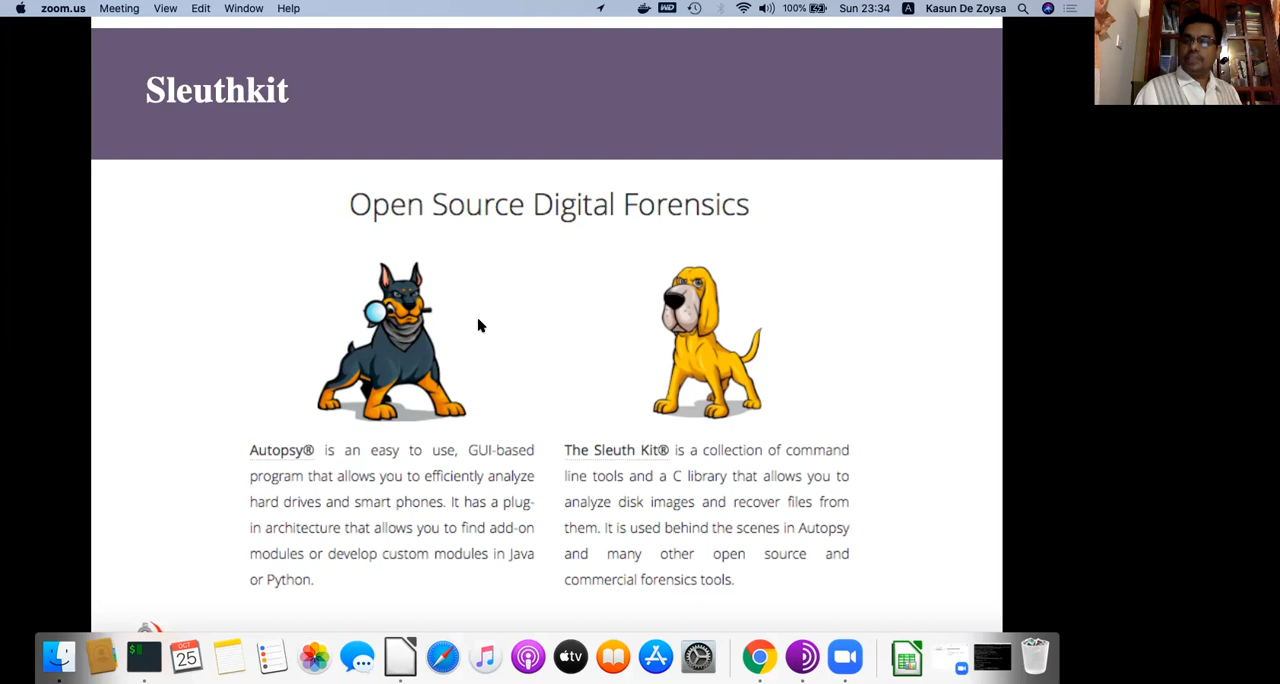 zoom.us Meeting View Edit Window Help
WD 100% Sun 23:34 A Kasun De Zoysa
Sleuthkit
Open Source Digital Forensics
Autopsy® is an easy to use, GUI-based
program that allows you to efficiently analyze
hard drives and smart phones. It has a plug-
in architecture that allows you to find add-on
modules or develop custom modules in Java
or Python.
The Sleuth Kit® is a collection of command
line tools and a C library that allows you to
analyze disk images and recover files from
them. It is used behind the scenes in Autopsy
and many other open source and
commercial forensics tools.
OCT
25
tv